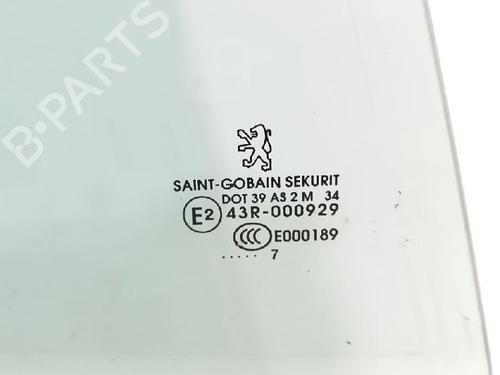 B-PARTS
SAINT-GOBAIN SEKURIT
DOT 39 AS 2 M 34
E2 43R-000929
CCC E000189
..... 7